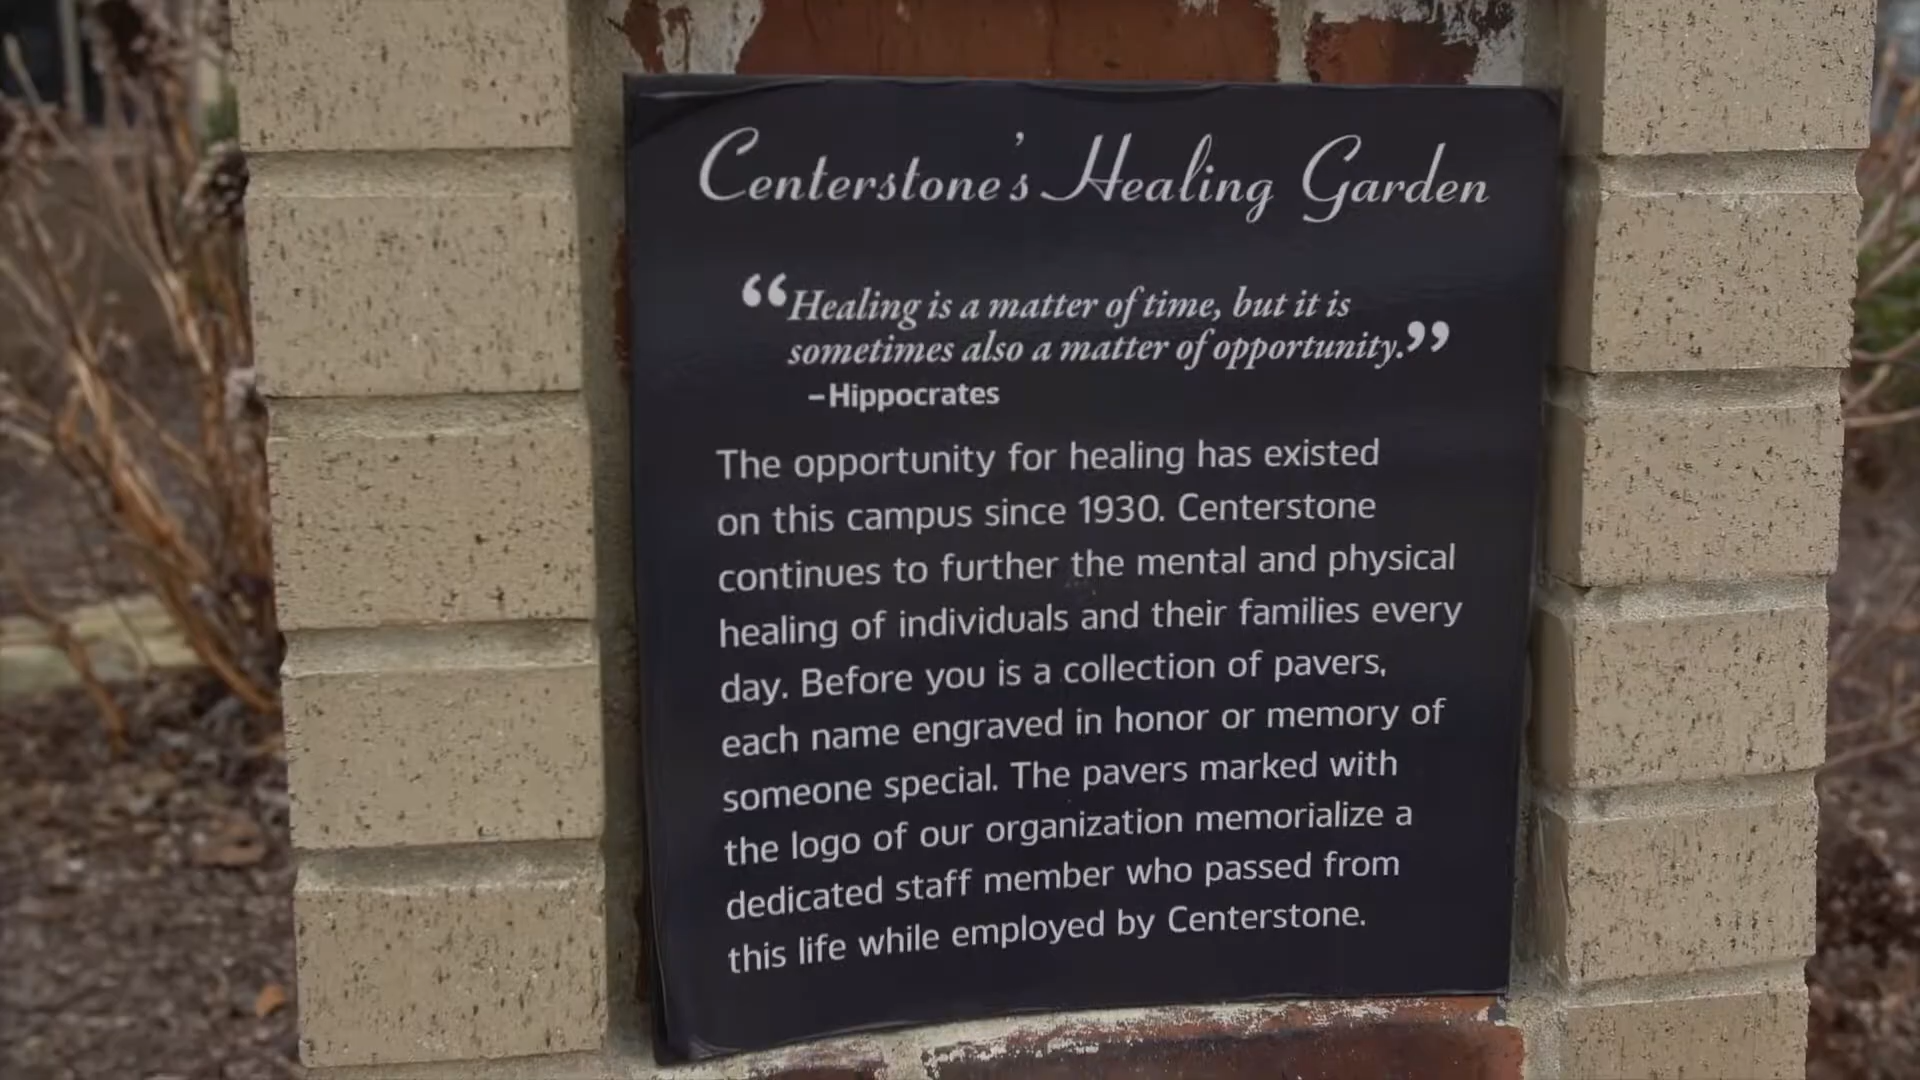 Centerstone's Healing Garden
“Healing is a matter of time, but it is
sometimes also a matter of opportunity.”
–Hippocrates
The opportunity for healing has existed
on this campus since 1930. Centerstone
continues to further the mental and physical
healing of individuals and their families every
day. Before you is a collection of pavers,
each name engraved in honor or memory of
someone special. The pavers marked with
the logo of our organization memorialize a
dedicated staff member who passed from
this life while employed by Centerstone.